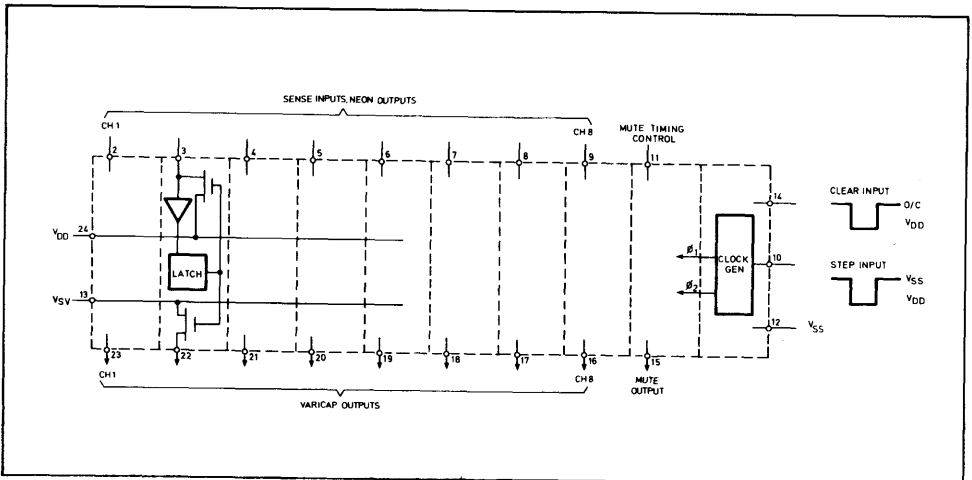 SENSE INPUTS, NEON OUTPUTS
CH 1
CH 8
MUTE TIMING
CONTROL
2
3
4
5
6
7
8
9
11
14
CLEAR INPUT
O/C
VDD
VDD 24
LATCH
ø1
ø2
CLOCK
GEN
10
STEP INPUT
VSS
VDD
VSV 13
12
VSS
23
22
21
20
19
18
17
16
15
CH 1
CH 8
MUTE
OUTPUT
VARICAP OUTPUTS